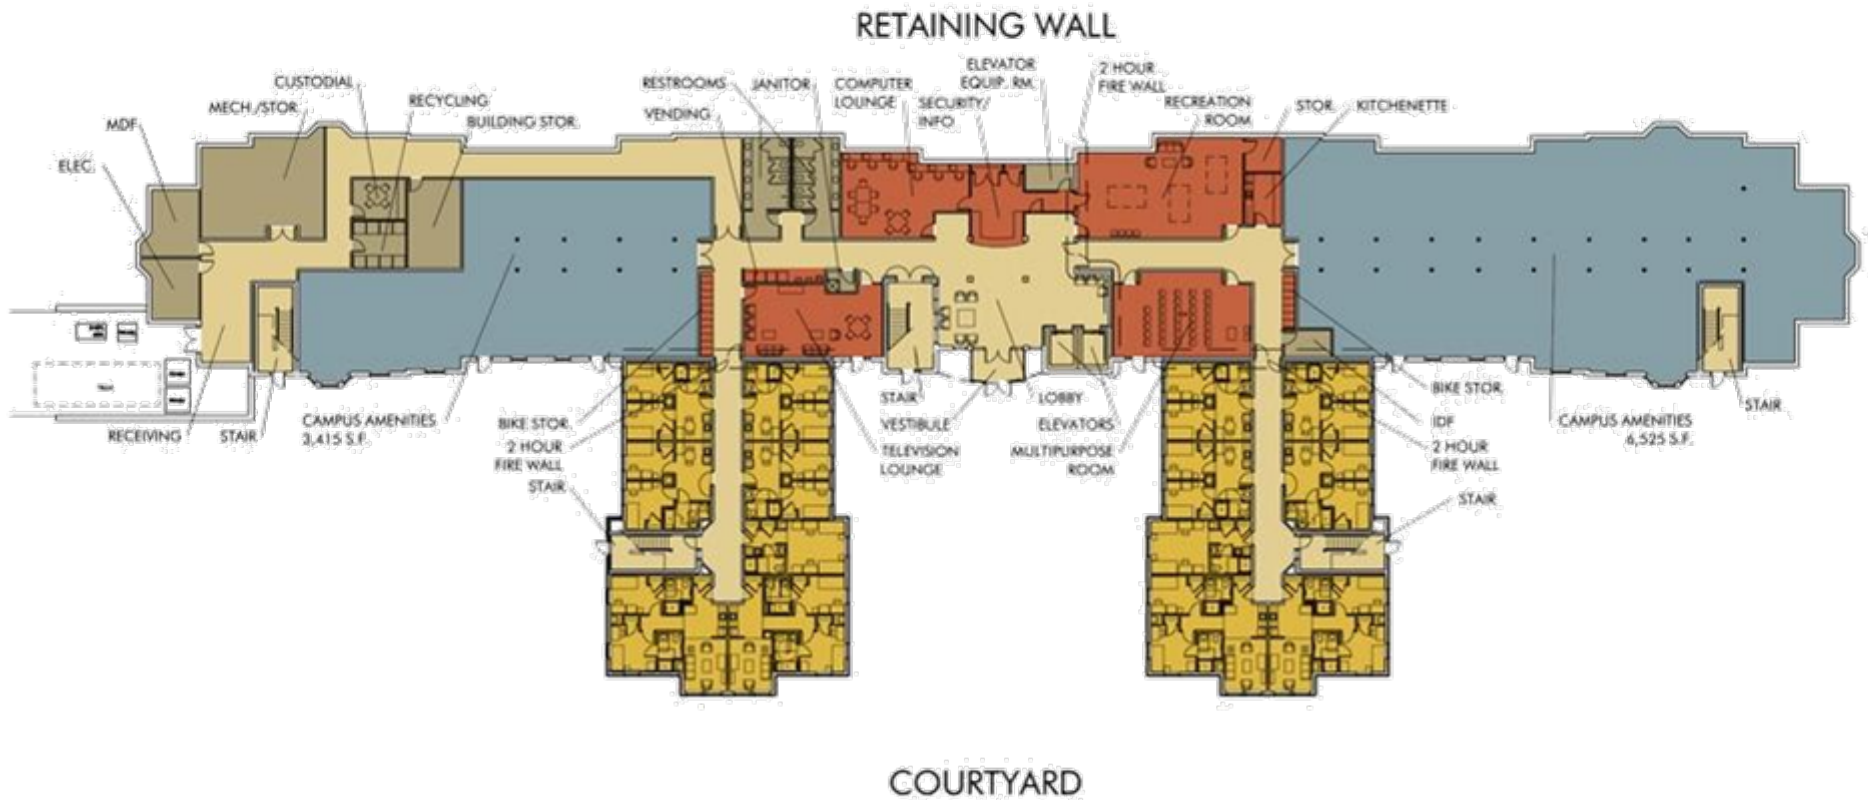 RETAINING WALL
CUSTODIAL
MECH./STOR.
MDF
ELEC.
RECYCLING
BUILDING STOR.
RESTROOMS
VENDING
JANITOR
COMPUTER
LOUNGE
SECURITY/
INFO
ELEVATOR
EQUIP. RM.
2 HOUR
FIRE WALL
RECREATION
ROOM
STOR.
KITCHENETTE
RECEIVING
STAIR
CAMPUS AMENITIES
3,415 S.F.
BIKE STOR.
2 HOUR
FIRE WALL
STAIR
STAIR
VESTIBULE
TELEVISION
LOUNGE
LOBBY
ELEVATORS
MULTIPURPOSE
ROOM
BIKE STOR.
IDF
2 HOUR
FIRE WALL
STAIR
CAMPUS AMENITIES
6,525 S.F.
STAIR
COURTYARD